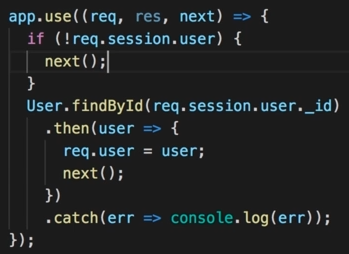 app.use((req, res, next) => {
  if (!req.session.user) {
    next();
  }
  User.findById(req.session.user._id)
    .then(user => {
      req.user = user;
      next();
    })
    .catch(err => console.log(err));
});